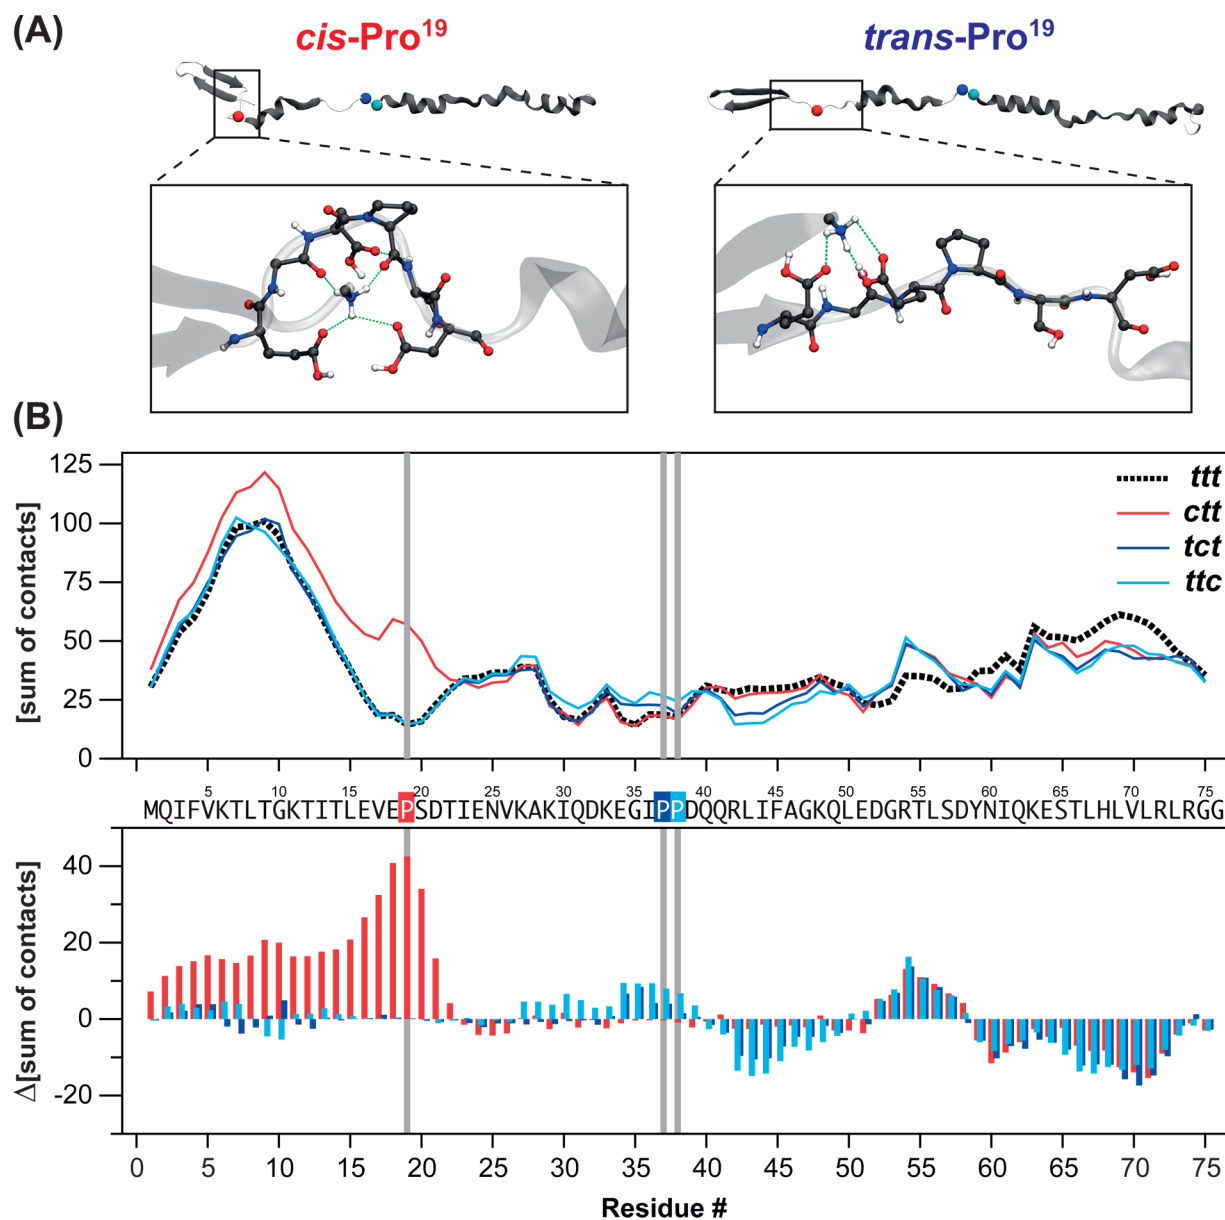 (A)
cis-Pro19
trans-Pro19
(B)
[sum of contacts]
125
100
75
50
25
0
ttt
ctt
tct
ttc
5 10 15 20 25 30 35 40 45 50 55 60 65 70 75
MQIFVKTLTGKTITLEVEPSDTIENVKAKIQDKEGIPPDQQRLIFAGKQLEDGRTLSDYNIQKESTLHLVLRLRGG
Δ[sum of contacts]
40
20
0
-20
0 5 10 15 20 25 30 35 40 45 50 55 60 65 70 75
Residue #